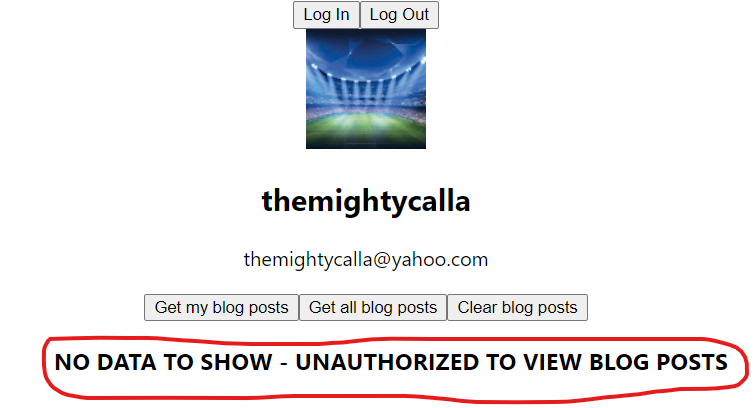 Log In Log Out
themightycalla
themightycalla@yahoo.com
Get my blog posts Get all blog posts Clear blog posts
NO DATA TO SHOW - UNAUTHORIZED TO VIEW BLOG POSTS